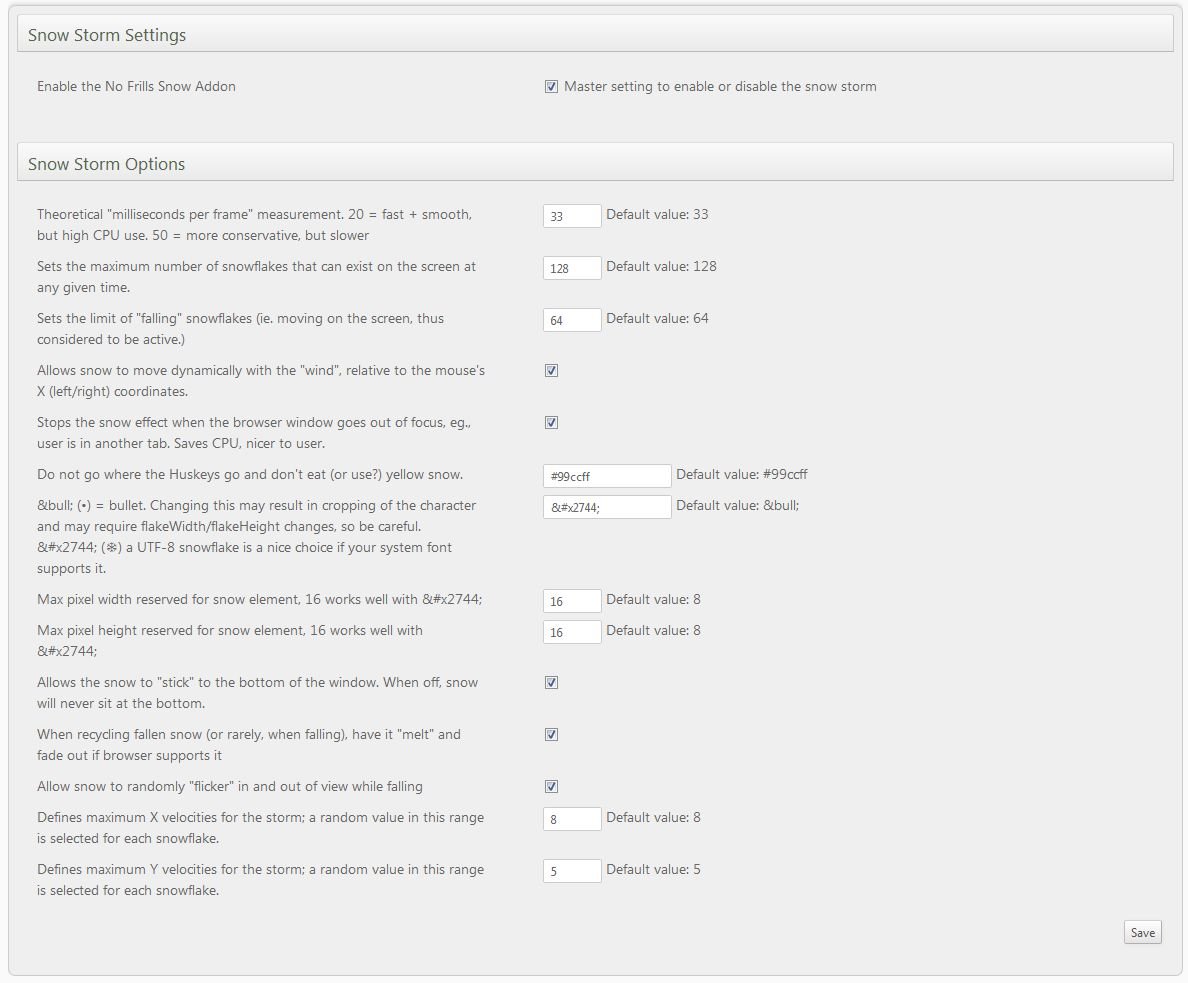 Snow Storm Settings
Enable the No Frills Snow Addon
Master setting to enable or disable the snow storm
Snow Storm Options
Theoretical "milliseconds per frame" measurement. 20 = fast + smooth,
but high CPU use. 50 = more conservative, but slower
33 Default value: 33
Sets the maximum number of snowflakes that can exist on the screen at
any given time.
128 Default value: 128
Sets the limit of "falling" snowflakes (ie. moving on the screen, thus
considered to be active.)
64 Default value: 64
Allows snow to move dynamically with the "wind", relative to the mouse's
X (left/right) coordinates.
Stops the snow effect when the browser window goes out of focus, eg.,
user is in another tab. Saves CPU, nicer to user.
Do not go where the Huskeys go and don't eat (or use?) yellow snow.
#99ccff Default value: #99ccff
&bull; (•) = bullet. Changing this may result in cropping of the character
and may require flakeWidth/flakeHeight changes, so be careful.
&#x2744; (❄) a UTF-8 snowflake is a nice choice if your system font
supports it.
&#x2744; Default value: &bull;
Max pixel width reserved for snow element, 16 works well with &#x2744;
16 Default value: 8
Max pixel height reserved for snow element, 16 works well with
&#x2744;
16 Default value: 8
Allows the snow to "stick" to the bottom of the window. When off, snow
will never sit at the bottom.
When recycling fallen snow (or rarely, when falling), have it "melt" and
fade out if browser supports it
Allow snow to randomly "flicker" in and out of view while falling
Defines maximum X velocities for the storm; a random value in this range
is selected for each snowflake.
8 Default value: 8
Defines maximum Y velocities for the storm; a random value in this range
is selected for each snowflake.
5 Default value: 5
Save